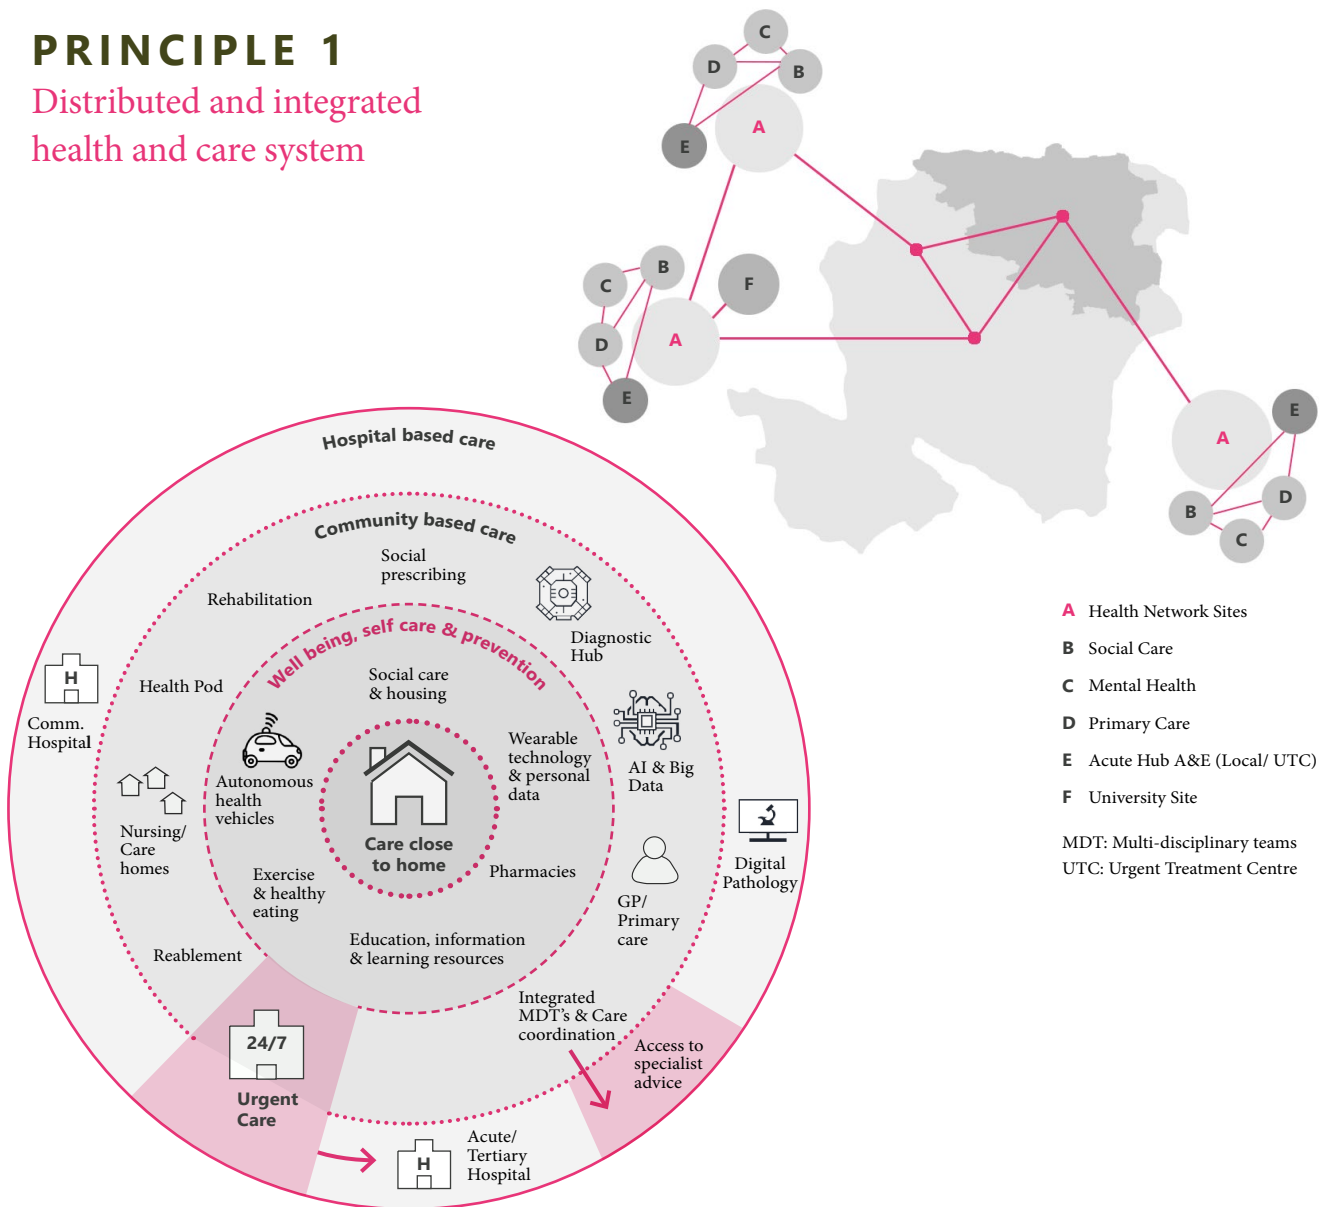 PRINCIPLE 1
Distributed and integrated
health and care system
C
D
B
A
E
B
C
F
D
A
E
E
A
D
B
C
Hospital based care
Community based care
Social
prescribing
Rehabilitation
Diagnostic
Hub
Well being, self care & prevention
Social care
& housing
H
Comm.
Hospital
Health Pod
Wearable
technology
& personal
data
AI & Big
Data
Autonomous
health
vehicles
Nursing/
Care
homes
Care close
to home
Digital
Pathology
Exercise
& healthy
eating
Pharmacies
GP/
Primary
care
Education, information
& learning resources
Reablement
Integrated
MDT's & Care
coordination
Access to
specialist
advice
24/7
Urgent
Care
H
Acute/
Tertiary
Hospital
A Health Network Sites
B Social Care
C Mental Health
D Primary Care
E Acute Hub A&E (Local/ UTC)
F University Site
MDT: Multi-disciplinary teams
UTC: Urgent Treatment Centre